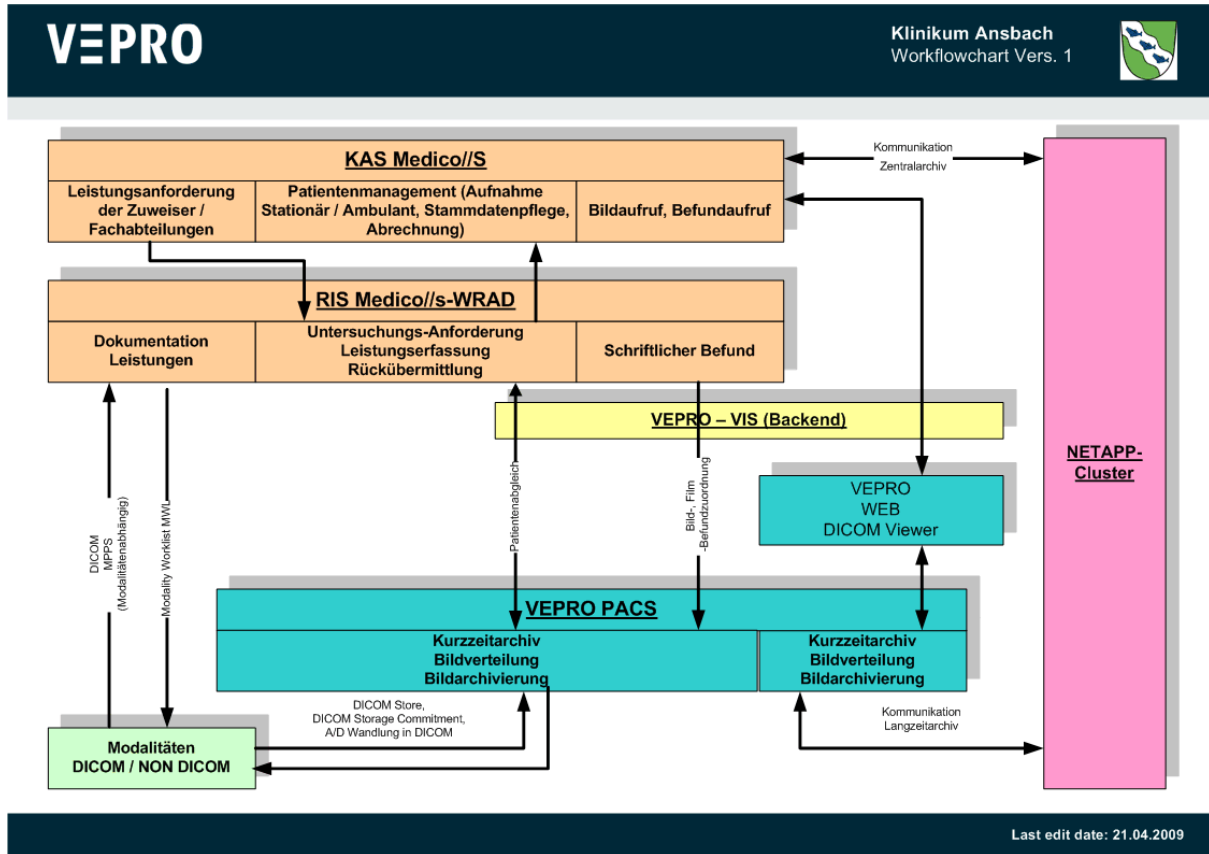 VEPRO
Klinikum Ansbach
Workflowchart Vers. 1
KAS Medico//S
Leistungsanforderung
der Zuweiser /
Fachabteilungen
Patientenmanagement (Aufnahme
Stationär / Ambulant, Stammdatenpflege,
Abrechnung)
Bildaufruf, Befundaufruf
Kommunikation
Zentralarchiv
RIS Medico//s-WRAD
Dokumentation
Leistungen
Untersuchungs-Anforderung
Leistungserfassung
Rückübermittlung
Schriftlicher Befund
VEPRO – VIS (Backend)
NETAPP-
Cluster
VEPRO
WEB
DICOM Viewer
DICOM
MPPS
(Modalitätenabhängig)
Modality Worklist MWL
Patientenabgleich
Bild-, Film
-Befundzuordnung
VEPRO PACS
Kurzzeitarchiv
Bildverteilung
Bildarchivierung
Kurzzeitarchiv
Bildverteilung
Bildarchivierung
DICOM Store,
DICOM Storage Commitment,
A/D Wandlung in DICOM
Kommunikation
Langzeitarchiv
Modalitäten
DICOM / NON DICOM
Last edit date: 21.04.2009